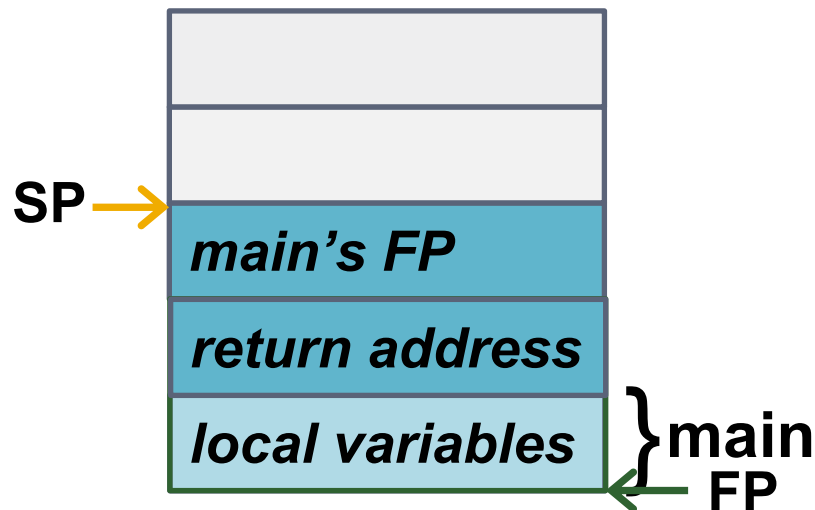 SP
main's FP
return address
local variables
main
FP